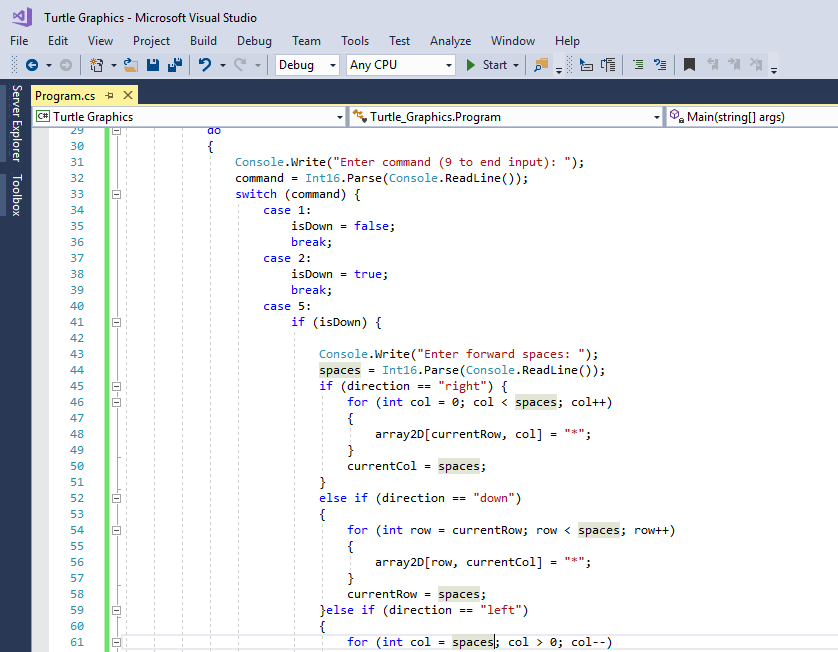 Turtle Graphics - Microsoft Visual Studio
File Edit View Project Build Debug Team Tools Test Analyze Window Help
Debug Any CPU Start
Server Explorer
Toolbox
Program.cs
C# Turtle Graphics Turtle_Graphics.Program Main(string[] args)
29 do
30 {
31 Console.Write("Enter command (9 to end input): ");
32 command = Int16.Parse(Console.ReadLine());
33 switch (command) {
34 case 1:
35 isDown = false;
36 break;
37 case 2:
38 isDown = true;
39 break;
40 case 5:
41 if (isDown) {
42
43 Console.Write("Enter forward spaces: ");
44 spaces = Int16.Parse(Console.ReadLine());
45 if (direction == "right") {
46 for (int col = 0; col < spaces; col++)
47 {
48 array2D[currentRow, col] = "*";
49 }
50 currentCol = spaces;
51 }
52 else if (direction == "down")
53 {
54 for (int row = currentRow; row < spaces; row++)
55 {
56 array2D[row, currentCol] = "*";
57 }
58 currentRow = spaces;
59 }else if (direction == "left")
60 {
61 for (int col = spaces; col > 0; col--)